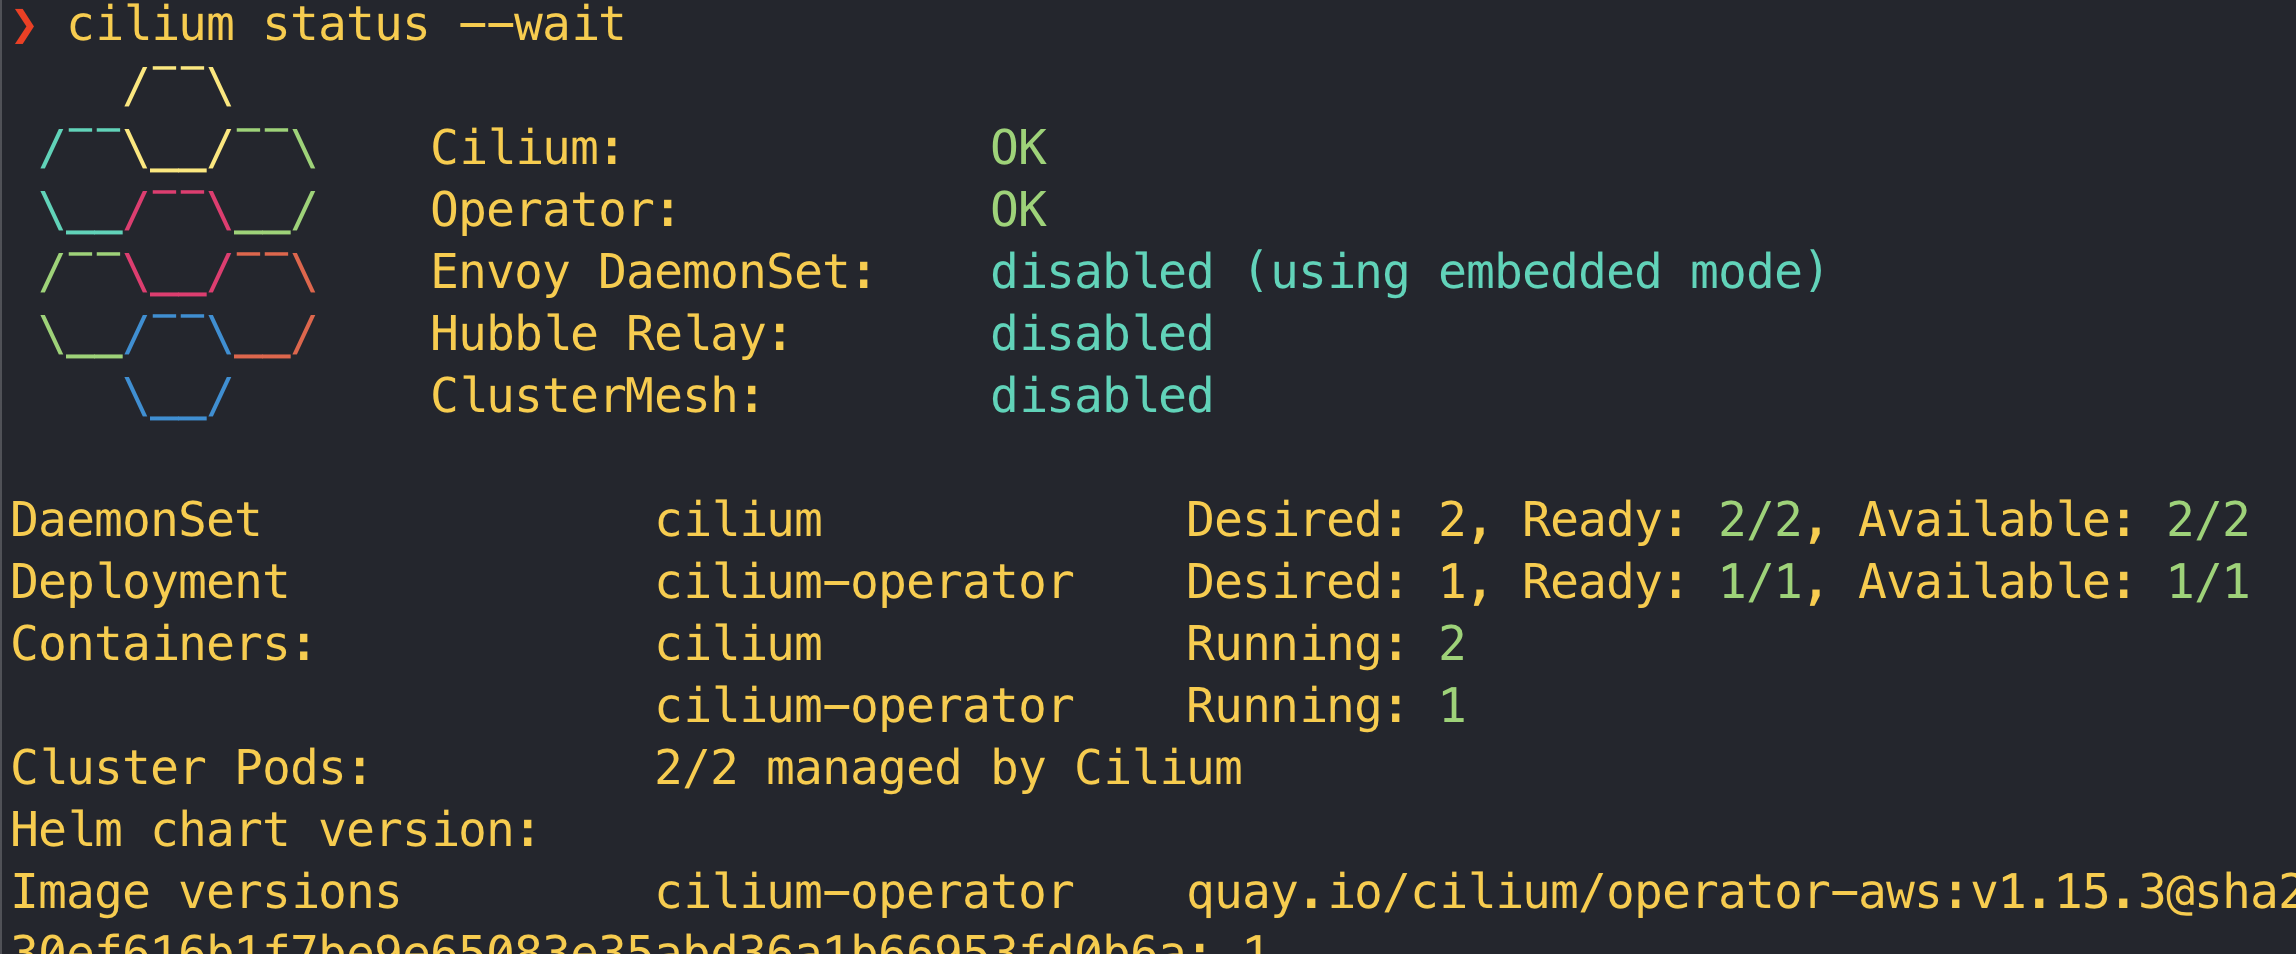 ❯ cilium status --wait
    /¯¯\
 /¯¯\__/¯¯\    Cilium:             OK
 \__/¯¯\__/    Operator:           OK
 /¯¯\__/¯¯\    Envoy DaemonSet:    disabled (using embedded mode)
 \__/¯¯\__/    Hubble Relay:       disabled
    \__/       ClusterMesh:        disabled
DaemonSet              cilium             Desired: 2, Ready: 2/2, Available: 2/2
Deployment             cilium-operator    Desired: 1, Ready: 1/1, Available: 1/1
Containers:            cilium             Running: 2
                       cilium-operator    Running: 1
Cluster Pods:          2/2 managed by Cilium
Helm chart version:
Image versions         cilium-operator    quay.io/cilium/operator-aws:v1.15.3@sha2
30ef616b1f7be9e65083e35abd36a1b66953fd0b6a: 1